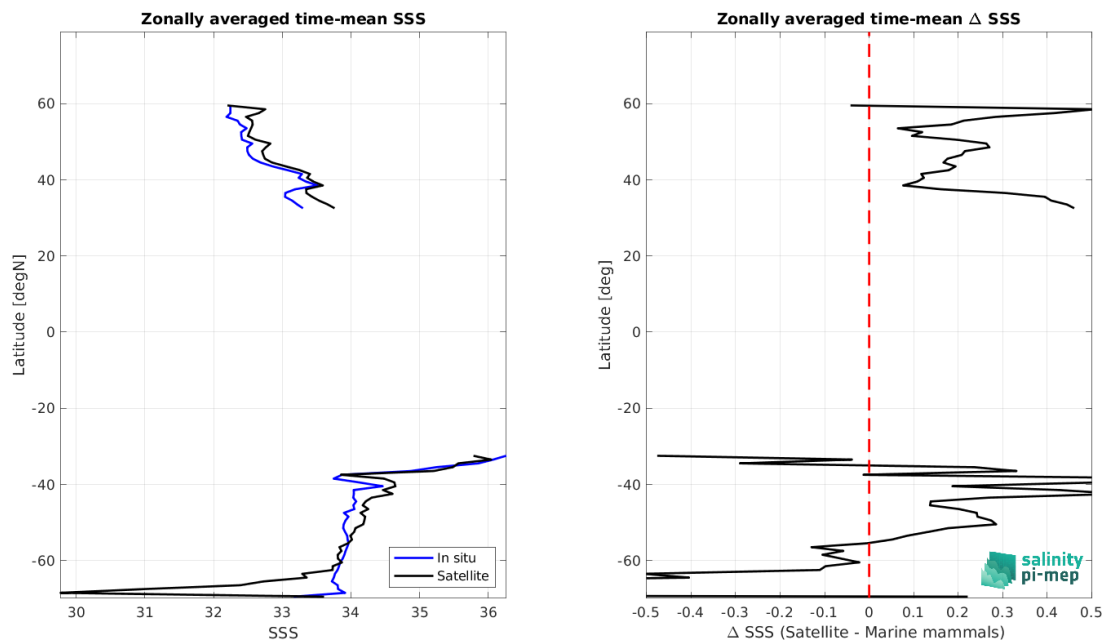 Zonally averaged time-mean SSS
60
40
20
0
-20
-40
-60
Latitude [degN]
30 31 32 33 34 35 36
SSS
In situ
Satellite
Zonally averaged time-mean Δ SSS
60
40
20
0
-20
-40
-60
Latitude [deg]
-0.5 -0.4 -0.3 -0.2 -0.1 0 0.1 0.2 0.3 0.4 0.5
Δ SSS (Satellite - Marine mammals)
salinity
pi-mep